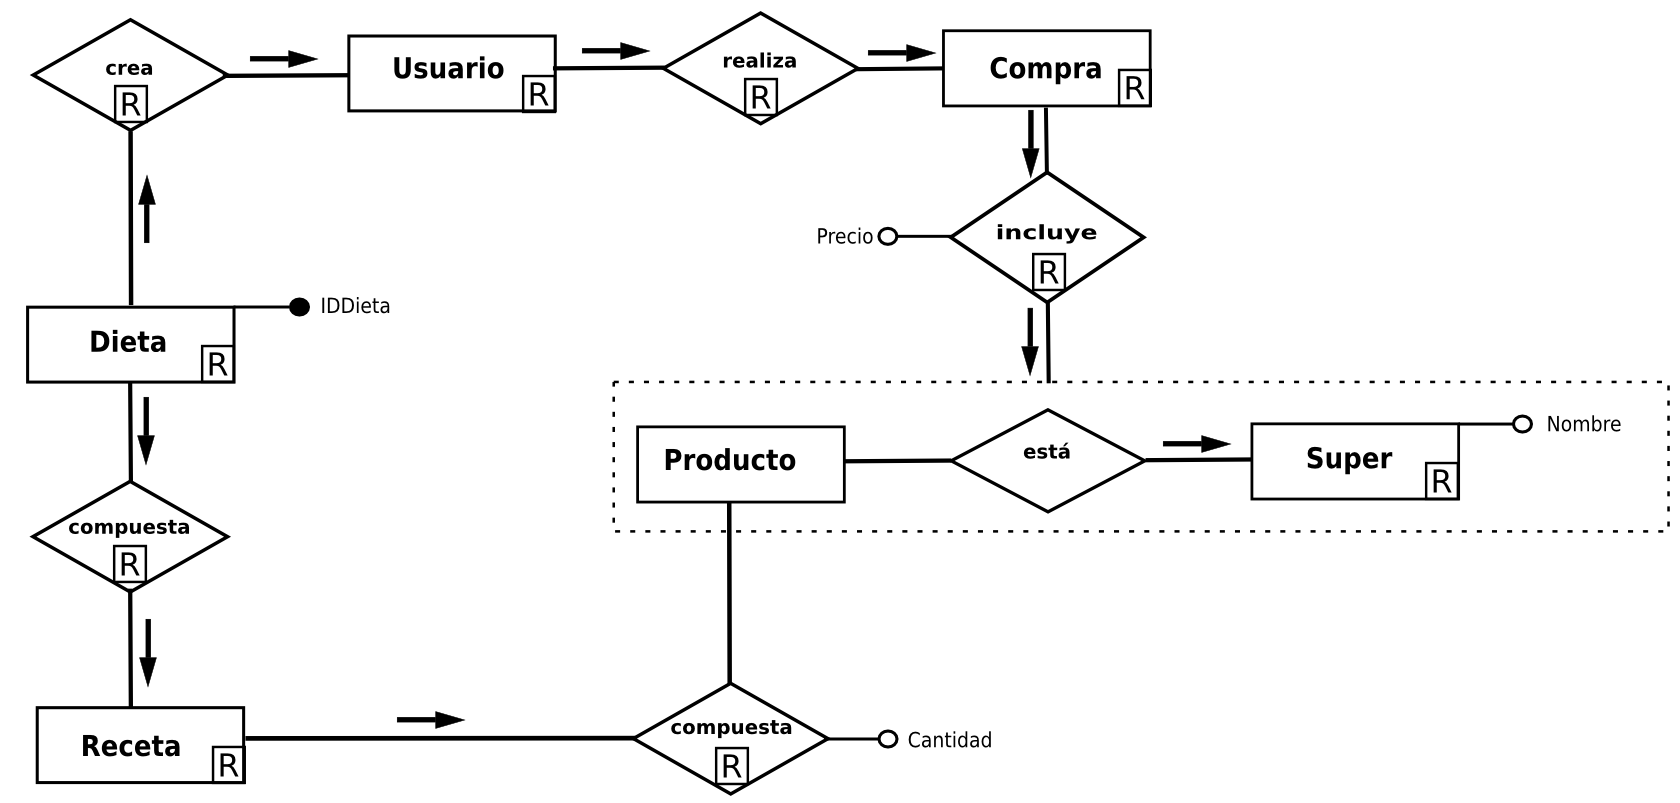 crea
R
Usuario
R
realiza
R
Compra
R
Precio
incluye
R
IDDieta
Dieta
R
Producto
está
Super
R
Nombre
compuesta
R
Receta
R
compuesta
R
Cantidad